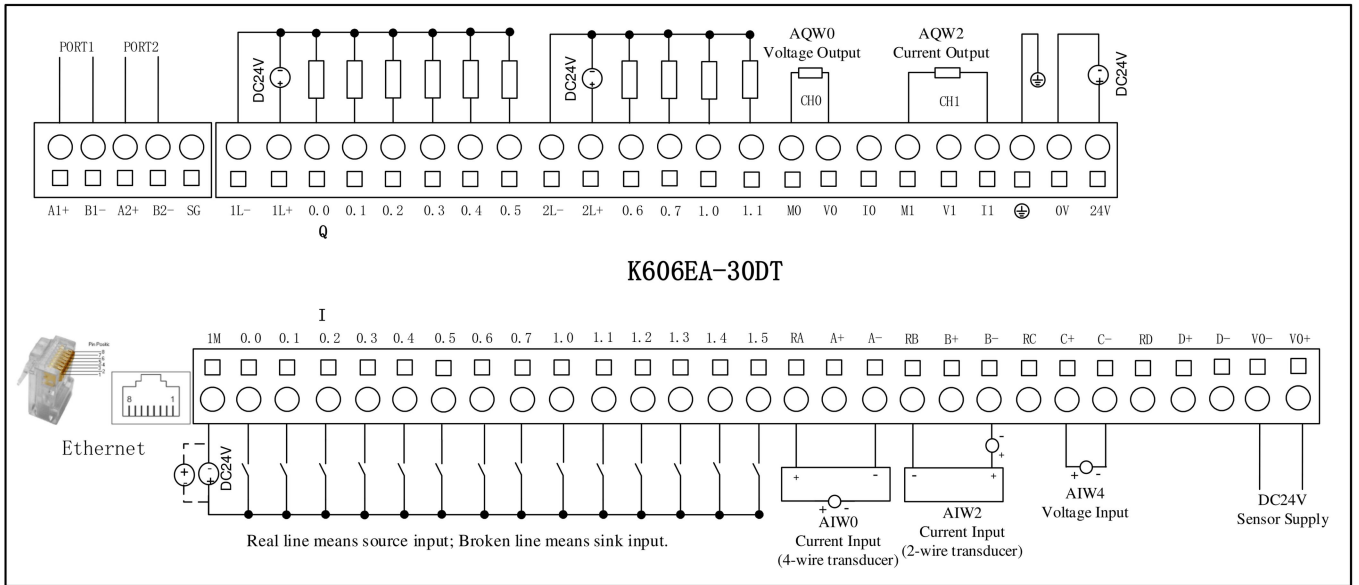 PORT1 PORT2
AQW0
Voltage Output
AQW2
Current Output
DC24V
DC24V
DC24V
CH0
CH1
A1+ B1- A2+ B2- SG 1L- 1L+ 0.0 0.1 0.2 0.3 0.4 0.5 2L- 2L+ 0.6 0.7 1.0 1.1 M0 V0 I0 M1 V1 I1 0V 24V
Q
K606EA-30DT
I
1M 0.0 0.1 0.2 0.3 0.4 0.5 0.6 0.7 1.0 1.1 1.2 1.3 1.4 1.5 RA A+ A- RB B+ B- RC C+ C- RD D+ D- VO- VO+
8 1
Ethernet
DC24V
AIW0
Current Input
(4-wire transducer)
AIW2
Current Input
(2-wire transducer)
AIW4
Voltage Input
DC24V
Sensor Supply
Real line means source input; Broken line means sink input.